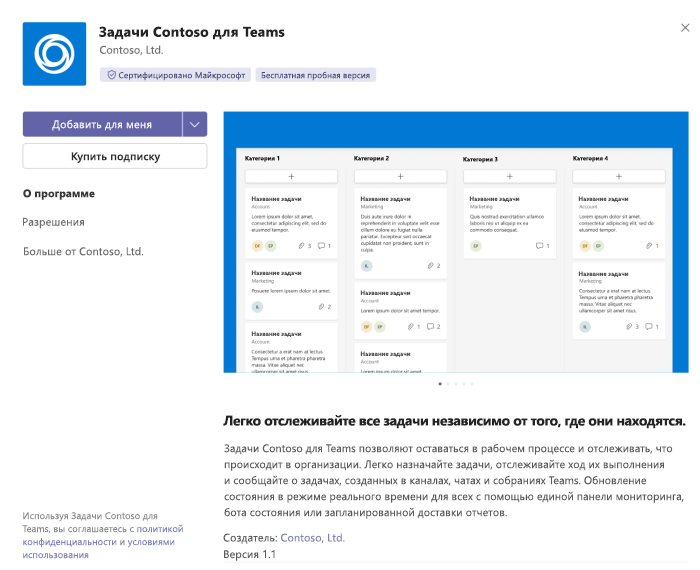 Задачи Contoso для Teams
Contoso, Ltd.
Сертифицировано Майкрософт
Бесплатная пробная версия
Добавить для меня
Купить подписку
О программе
Разрешения
Больше от Contoso, Ltd.
Категория 1
+
Название задачи
Account
Lorem ipsum dolor sit amet,
consectetur adipiscing elit, sed do
eiusmod tempor.
DF EP 3 1
Название задачи
Marketing
Posuere lorem ipsum dolor sit amet.
IL 2
Название задачи
Account
Consectetur a erat nam at lectus.
Tempus urna et pharetra pharetra
massa. Ullamcorper sit amet risus
Категория 2
+
Название задачи
Marketing
Duis aute irure dolor in
reprehenderit in voluptate velit esse
cillum dolore eu fugiat nulla
pariatur. Excepteur sint occaecat
cupidatat non proident, sunt in
culpa.
IL 2
Название задачи
Account
Lorem ipsum dolor sit amet.
DF EP 1 2
Название задачи
Marketing
Lorem ipsum dolor sit amet,
Категория 3
+
Название задачи
Marketing
Quis nostrud exercitation ullamco
laboris nisi ut aliquip ex ea
commodo consequat.
EP 1
Категория 4
+
Название задачи
Account
Lorem ipsum dolor sit amet,
consectetur adipiscing elit, sed do
eiusmod tempor.
DF EP 1
Название задачи
Marketing
Consectetur a erat nam at lectus.
Tempus urna et pharetra pharetra
massa massa ultricies mi quis
ullamcorper sit amet risus.
IL 3 1
Легко отслеживайте все задачи независимо от того, где они находятся.
Задачи Contoso для Teams позволяют оставаться в рабочем процессе и отслеживать, что
происходит в организации. Легко назначайте задачи, отслеживайте ход их выполнения
и сообщайте о задачах, созданных в каналах, чатах и собраниях Teams. Обновление
состояния в режиме реального времени для всех с помощью единой панели мониторинга,
бота состояния или запланированной доставки отчетов.
Создатель: Contoso, Ltd.
Версия 1.1
Используя Задачи Contoso для
Teams, вы соглашаетесь с политикой
конфиденциальности и условиями
использования